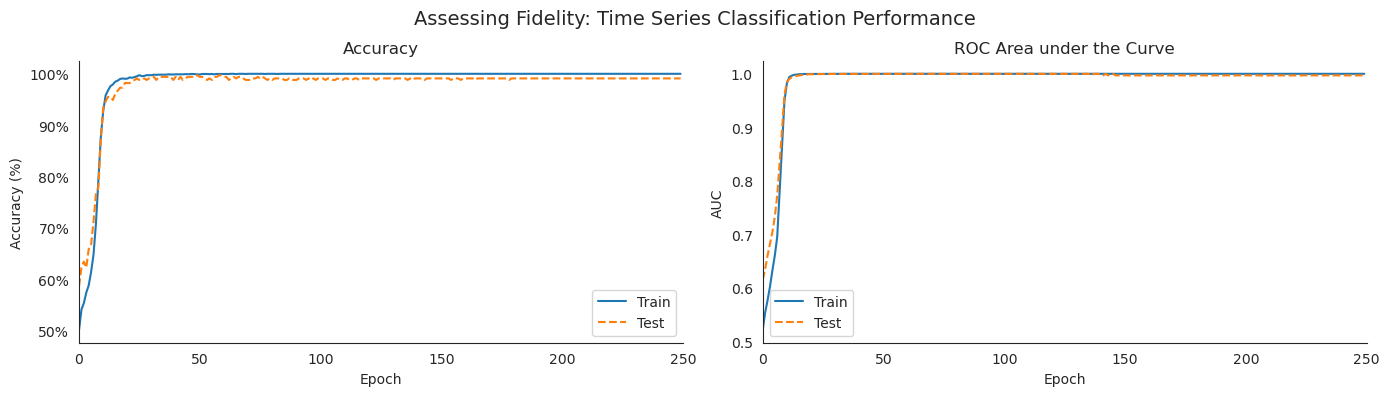 Assessing Fidelity: Time Series Classification Performance
Accuracy
100%
90%
80%
70%
60%
50%
Accuracy (%)
0 50 100 150 200 250
Epoch
Train
Test
ROC Area under the Curve
1.0
0.9
0.8
0.7
0.6
0.5
AUC
0 50 100 150 200 250
Epoch
Train
Test